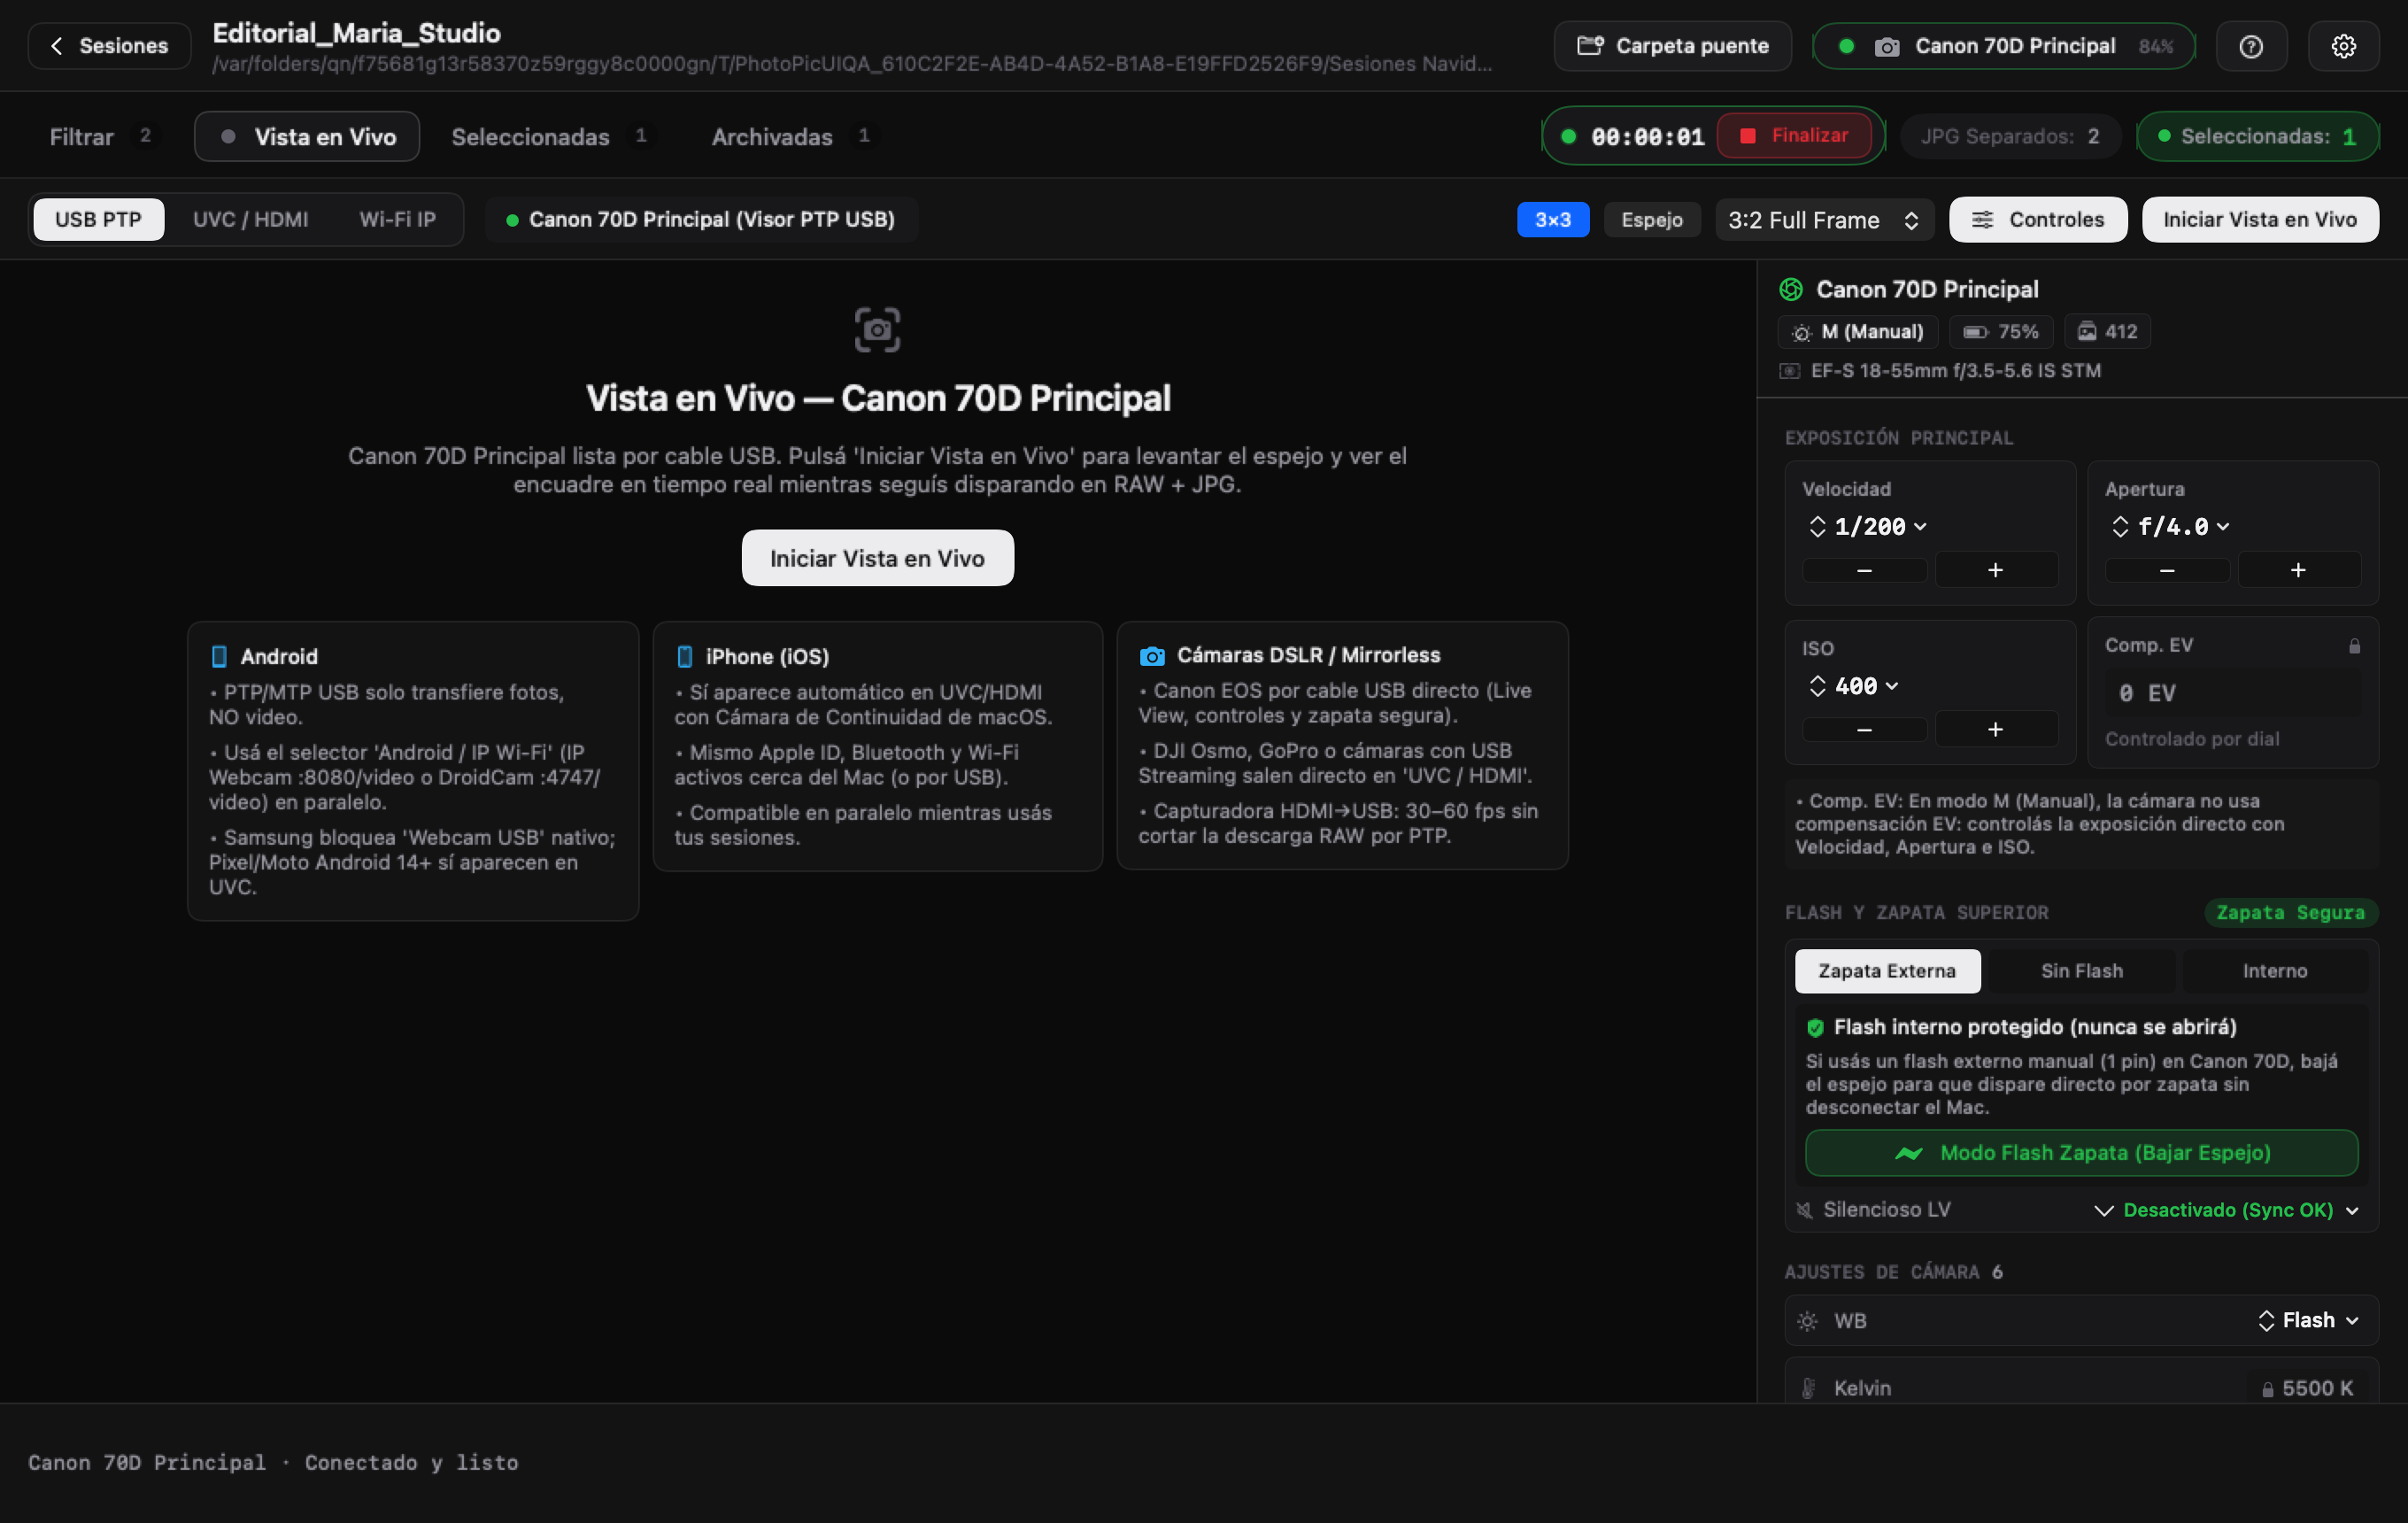 Sesiones
Editorial_Maria_Studio
/var/folders/qn/f75681g13r58370z59rggy8c0000gn/T/PhotoPicUIQA_610C2F2E-AB4D-4A52-B1A8-E19FFD2526F9/Sesiones Navid...
Carpeta puente
Canon 70D Principal 84%
Filtrar 2
Vista en Vivo
Seleccionadas 1
Archivadas 1
00:00:01 Finalizar
JPG Separados: 2
Seleccionadas: 1
USB PTP
UVC / HDMI
Wi-Fi IP
Canon 70D Principal (Visor PTP USB)
3×3
Espejo
3:2 Full Frame
Controles
Iniciar Vista en Vivo
Vista en Vivo — Canon 70D Principal
Canon 70D Principal lista por cable USB. Pulsá 'Iniciar Vista en Vivo' para levantar el espejo y ver el
encuadre en tiempo real mientras seguís disparando en RAW + JPG.
Iniciar Vista en Vivo
Android
• PTP/MTP USB solo transfiere fotos,
NO video.
• Usá el selector 'Android / IP Wi-Fi' (IP
Webcam :8080/video o DroidCam :4747/
video) en paralelo.
• Samsung bloquea 'Webcam USB' nativo;
Pixel/Moto Android 14+ sí aparecen en
UVC.
iPhone (iOS)
• Sí aparece automático en UVC/HDMI
con Cámara de Continuidad de macOS.
• Mismo Apple ID, Bluetooth y Wi-Fi
activos cerca del Mac (o por USB).
• Compatible en paralelo mientras usás
tus sesiones.
Cámaras DSLR / Mirrorless
• Canon EOS por cable USB directo (Live
View, controles y zapata segura).
• DJI Osmo, GoPro o cámaras con USB
Streaming salen directo en 'UVC / HDMI'.
• Capturadora HDMI→USB: 30–60 fps sin
cortar la descarga RAW por PTP.
Canon 70D Principal
M (Manual)
75%
412
EF-S 18-55mm f/3.5-5.6 IS STM
EXPOSICIÓN PRINCIPAL
Velocidad
1/200
− +
Apertura
f/4.0
− +
ISO
400
− +
Comp. EV
0 EV
Controlado por dial
• Comp. EV: En modo M (Manual), la cámara no usa
compensación EV: controlás la exposición directo con
Velocidad, Apertura e ISO.
FLASH Y ZAPATA SUPERIOR
Zapata Segura
Zapata Externa
Sin Flash
Interno
Flash interno protegido (nunca se abrirá)
Si usás un flash externo manual (1 pin) en Canon 70D, bajá
el espejo para que dispare directo por zapata sin
desconectar el Mac.
Modo Flash Zapata (Bajar Espejo)
Silencioso LV
Desactivado (Sync OK)
AJUSTES DE CÁMARA 6
WB
Flash
Kelvin
5500 K
Canon 70D Principal · Conectado y listo